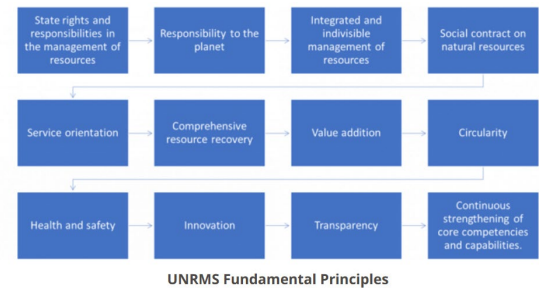 State rights and
responsibilities in
the management of
resources
Responsibility to the
planet
Integrated and
indivisible
management of
resources
Social contract on
natural resources
Service orientation
Comprehensive
resource recovery
Value addition
Circularity
Health and safety
Innovation
Transparency
Continuous
strengthening of
core competencies
and capabilities.
UNRMS Fundamental Principles